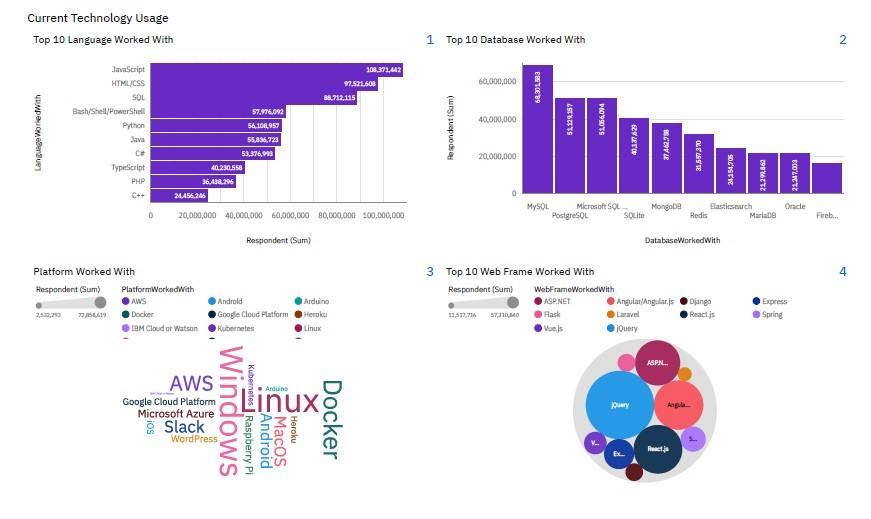 Current Technology Usage
Top 10 Language Worked With
1
LanguageWorkedWith
JavaScript 108,371,442
HTML/CSS 97,521,608
SQL 88,712,115
Bash/Shell/PowerShell 57,976,092
Python 56,108,957
Java 55,836,723
C# 53,376,993
TypeScript 40,230,558
PHP 36,438,296
C++ 24,456,246
0 20,000,000 40,000,000 60,000,000 80,000,000 100,000,000
Respondent (Sum)
Top 10 Database Worked With
2
Respondent (Sum)
60,000,000
40,000,000
20,000,000
0
68,301,583 51,129,157 51,056,094 40,137,629 37,462,758 31,557,370 24,154,705 21,299,862 21,247,003
MySQL Microsoft SQL ... MongoDB Elasticsearch Oracle
PostgreSQL SQLite Redis MariaDB Fireb...
DatabaseWorkedWith
Platform Worked With
3
Respondent (Sum)
2,532,293 72,858,619
PlatformWorkedWith
AWS Android Arduino
Docker Google Cloud Platform Heroku
IBM Cloud or Watson Kubernetes Linux
Windows
Kubernetes
AWS
Arduino
Linux
Docker
Google Cloud Platform
Microsoft Azure
iOS
Slack
WordPress
Raspberry Pi
Android
MacOS
Heroku
Top 10 Web Frame Worked With
4
Respondent (Sum)
11,517,716 57,310,840
WebFrameWorkedWith
ASP.NET Angular/Angular.js Django Express
Flask Laravel React.js Spring
Vue.js jQuery
ASP.N...
jQuery
Angula...
V...
Ex...
React.js
S...